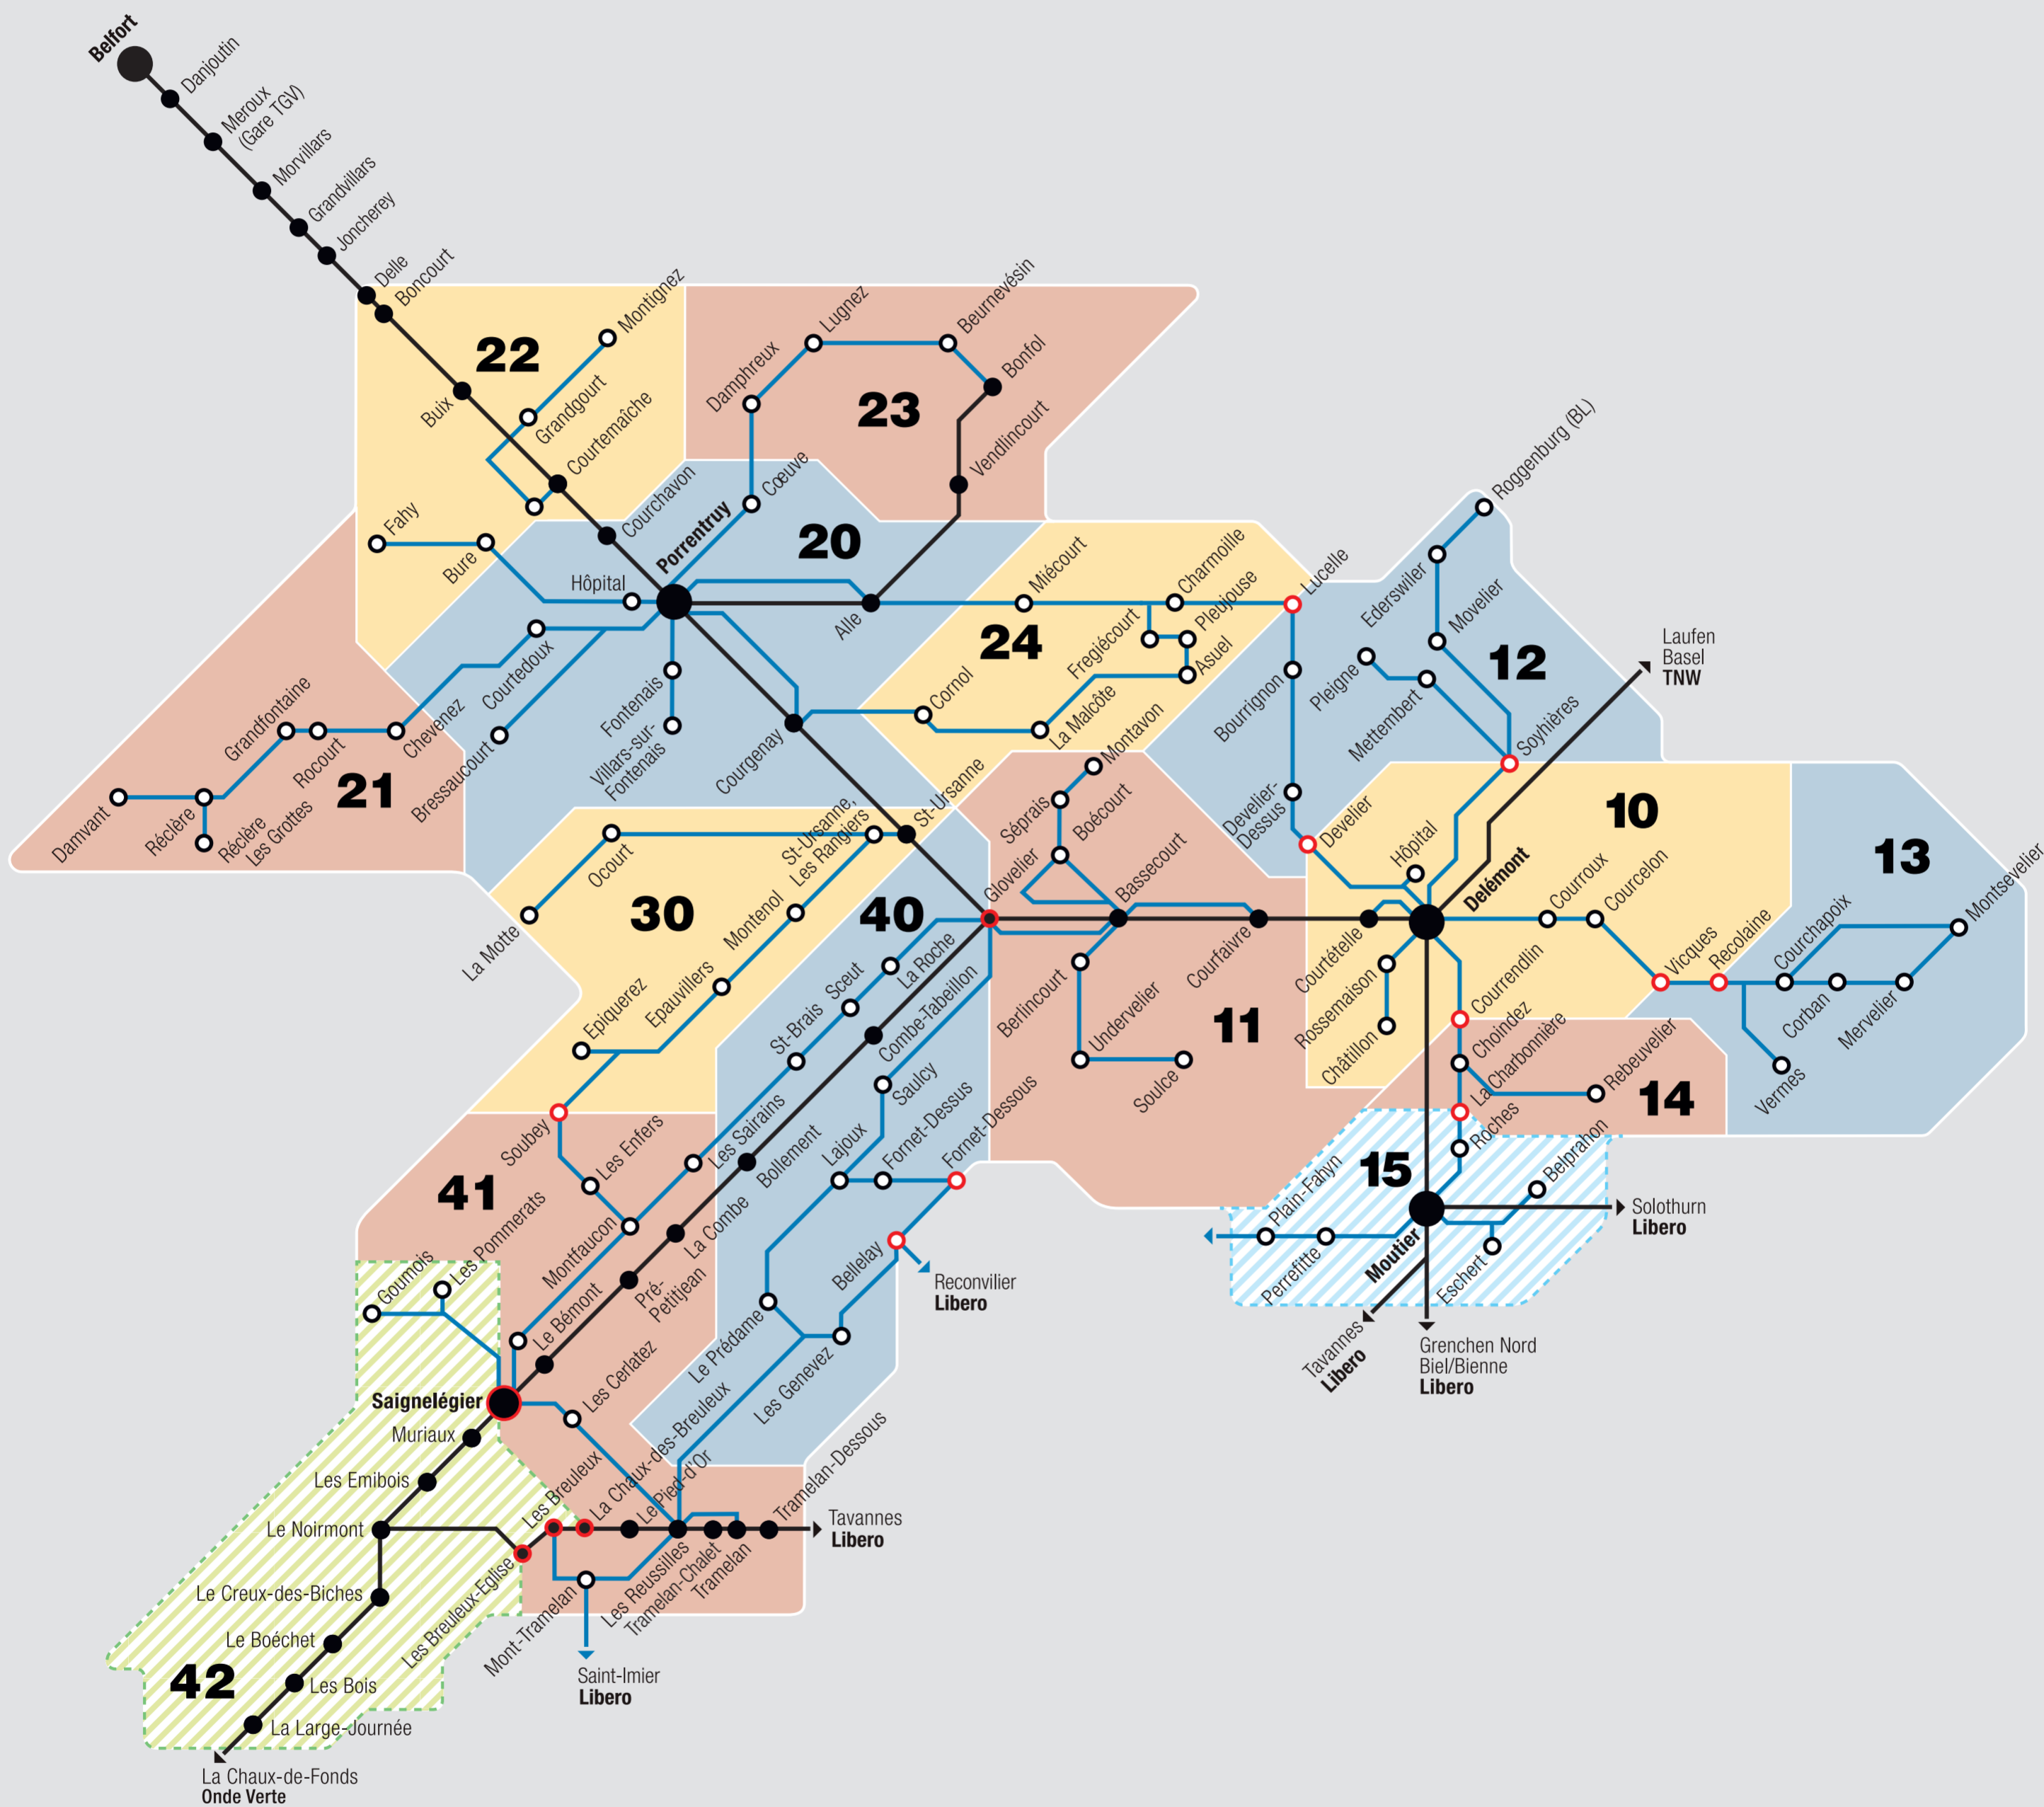 Belfort
Danjoutin
Meroux
(Gare TGV)
Morvillars
Grandvillars
Joncherey
Delle
Boncourt
22
Montignez
Buix
Grandgourt
Courtemaîche
Courchavon
Fahy
Bure
Lugnez
Beurnevésin
Bonfol
Damphreux
23
Vendlincourt
Cœuve
Porrentruy
20
Hôpital
Alle
Miécourt
Charmoille
Lucelle
24
Fregiécourt
Pleujouse
Asuel
Cornol
La Malcôte
Courtedoux
Fontenais
Villars-sur-
Fontenais
Courgenay
Grandfontaine
Rocourt
Chevenez
Bressaucourt
21
Damvant
Réclère
Réclère
Les Grottes
Roggenburg (BL)
Ederswiler
Movelier
12
Pleigne
Mettembert
Soyhières
Bourrignon
Develier-
Dessus
Develier
Laufen
Basel
TNW
10
Hôpital
Delémont
Courroux
Courcelon
13
Vicques
Recolaine
Courchapoix
Montsevelier
Corban
Mervelier
Vermes
Montavon
Séprais
Boécourt
Glovelier
Bassecourt
Courfaivre
Courtételle
Rossemaison
Châtillon
Berlincourt
Undervelier
Soulce
11
Courrendlin
Choindez
La Charbonnière
Rebeuvelier
14
Roches
15
Belprahon
Plain-Fahyn
Perrefitte
Moutier
Eschert
Solothurn
Libero
Tavannes
Libero
Grenchen Nord
Biel/Bienne
Libero
St-Ursanne
St-Ursanne,
Les Rangiers
Ocourt
La Motte
30
Montenol
Epauvillers
Epiquerez
40
Sceut
La Roche
St-Brais
Combe-Tabeillon
Saulcy
Les Sairains
Bollement
Lajoux
Fornet-Dessus
Fornet-Dessous
Soubey
Les Enfers
41
Montfaucon
La Combe
Pré-
Petitjean
Le Bémont
Bellelay
Reconvilier
Libero
Le Prédame
Les Genevez
Goumois
Les Pommerats
Saignelégier
Les Cerlatez
Muriaux
Les Emibois
Le Noirmont
Le Creux-des-Biches
Le Boéchet
Les Bois
La Large-Journée
42
La Chaux-de-Fonds
Onde Verte
Les Breuleux-Eglise
Les Breuleux
La Chaux-des-Breuleux
Le Pied-d'Or
Tramelan-Dessous
Tavannes
Libero
Mont-Tramelan
Les Reussilles
Tramelan-Chalet
Tramelan
Saint-Imier
Libero